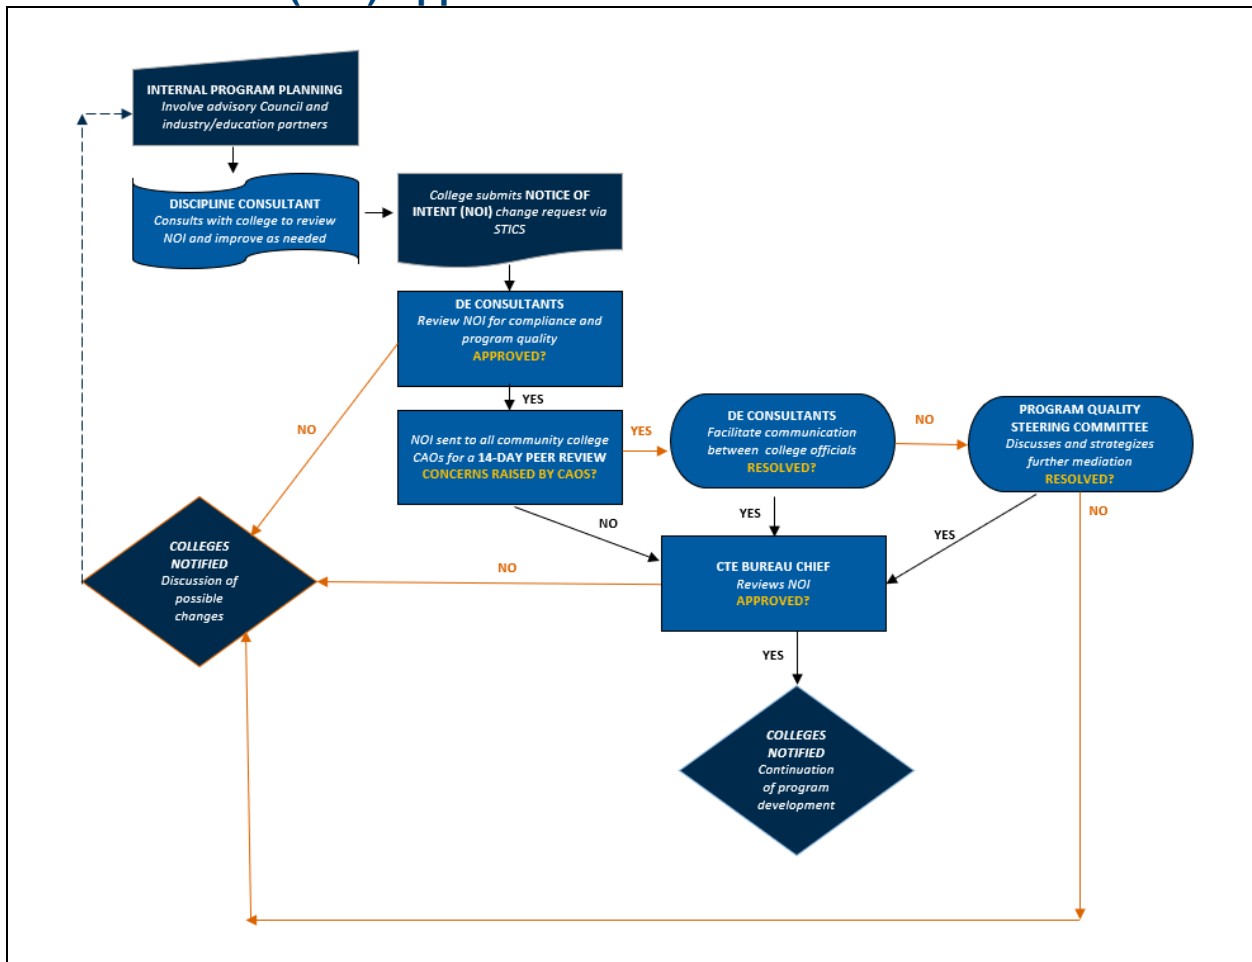 INTERNAL PROGRAM PLANNING
Involve advisory Council and
industry/education partners
DISCIPLINE CONSULTANT
Consults with college to review
NOI and improve as needed
College submits NOTICE OF
INTENT (NOI) change request via
STICS
DE CONSULTANTS
Review NOI for compliance and
program quality
APPROVED?
NO
YES
NOI sent to all community college
CAOs for a 14-DAY PEER REVIEW
CONCERNS RAISED BY CAOS?
YES
DE CONSULTANTS
Facilitate communication
between college officials
RESOLVED?
NO
PROGRAM QUALITY
STEERING COMMITTEE
Discusses and strategizes
further mediation
RESOLVED?
NO
YES
YES
NO
CTE BUREAU CHIEF
Reviews NOI
APPROVED?
NO
COLLEGES
NOTIFIED
Discussion of
possible
changes
YES
COLLEGES
NOTIFIED
Continuation
of program
development